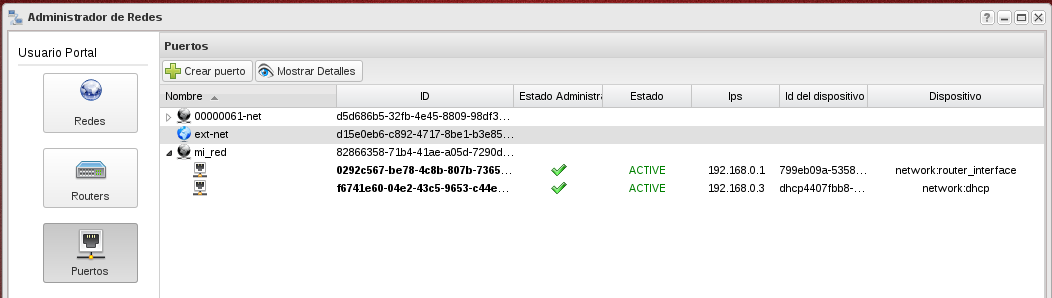 Administrador de Redes
?
Usuario Portal
Redes
Routers
Puertos
Puertos
Crear puerto
Mostrar Detalles
Nombre ID Estado Administra Estado Ips Id del dispositivo Dispositivo
00000061-net d5d686b5-32fb-4e45-8809-98df3...
ext-net d15e0eb6-c892-4717-8be1-b3e85...
mi_red 82866358-71b4-41ae-a05d-7290d...
0292c567-be78-4c8b-807b-7365... ACTIVE 192.168.0.1 799eb09a-5358... network:router_interface
f6741e60-04e2-43c5-9653-c44e... ACTIVE 192.168.0.3 dhcp4407fbb8-... network:dhcp